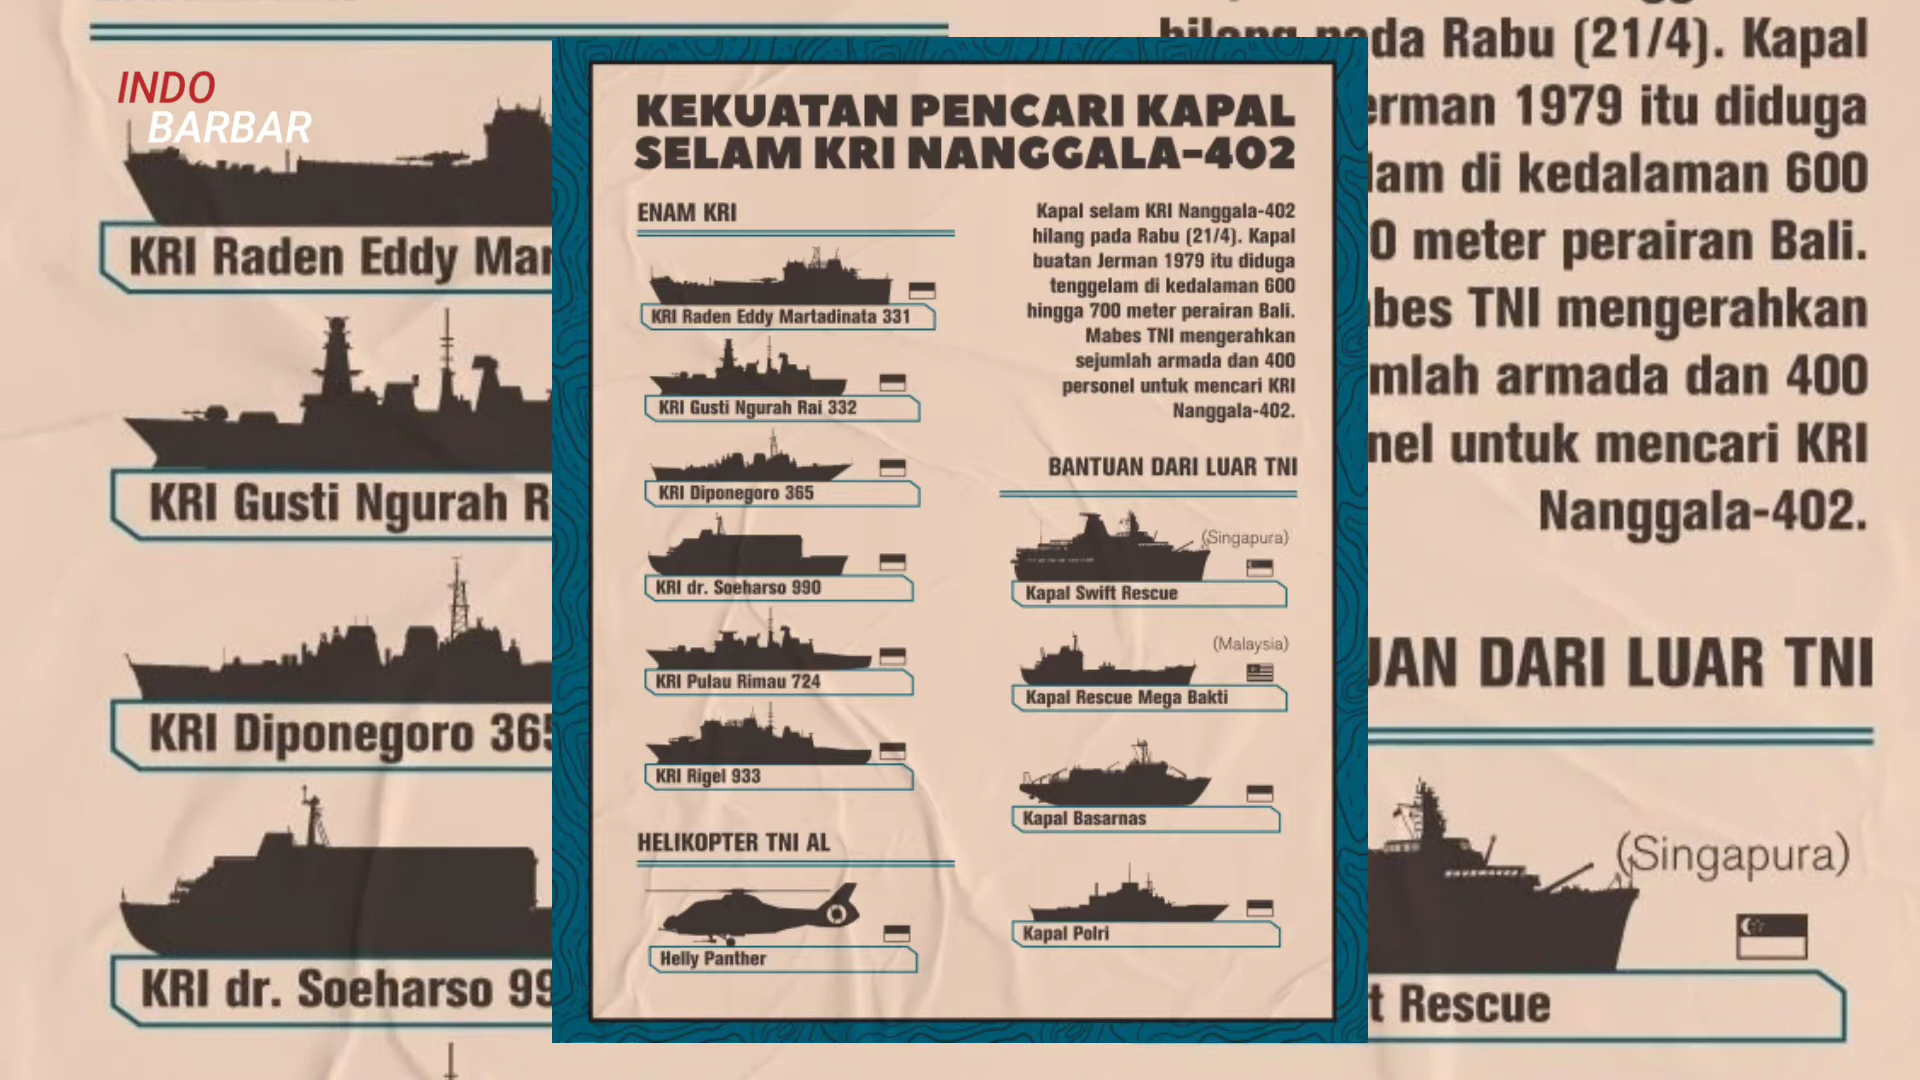 INDO
BARBAR
KEKUATAN PENCARI KAPAL
SELAM KRI NANGGALA-402
ENAM KRI
KRI Raden Eddy Martadinata 331
KRI Gusti Ngurah Rai 332
KRI Diponegoro 365
KRI dr. Soeharso 990
KRI Pulau Rimau 724
KRI Rigel 933
HELIKOPTER TNI AL
Helly Panther
Kapal selam KRI Nanggala-402
hilang pada Rabu (21/4). Kapal
buatan Jerman 1979 itu diduga
tenggelam di kedalaman 600
hingga 700 meter perairan Bali.
Mabes TNI mengerahkan
sejumlah armada dan 400
personel untuk mencari KRI
Nanggala-402.
BANTUAN DARI LUAR TNI
(Singapura)
Kapal Swift Rescue
(Malaysia)
Kapal Rescue Mega Bakti
Kapal Basarnas
Kapal Polri
KRI Raden Eddy Mar
KRI Gusti Ngurah R
KRI Diponegoro 365
KRI dr. Soeharso 99
hilang pada Rabu (21/4). Kapal
erman 1979 itu diduga
lam di kedalaman 600
0 meter perairan Bali.
bes TNI mengerahkan
mlah armada dan 400
nel untuk mencari KRI
Nanggala-402.
UAN DARI LUAR TNI
(Singapura)
t Rescue